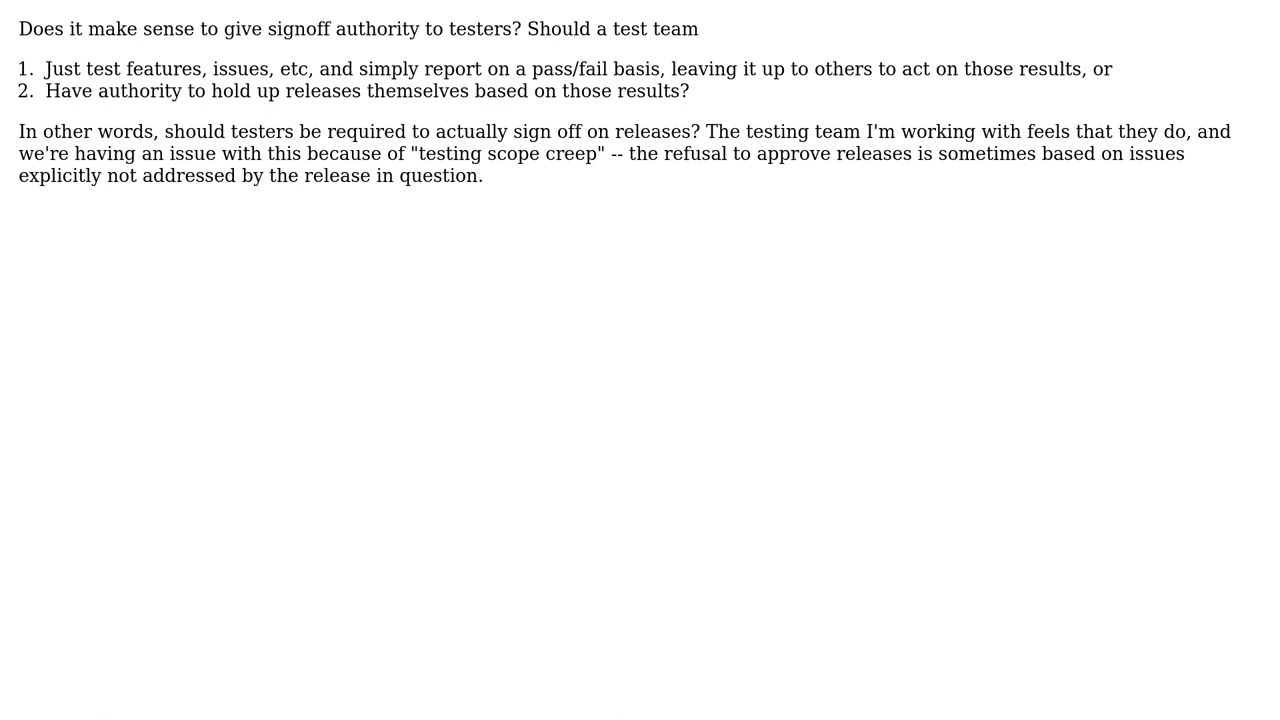 Does it make sense to give signoff authority to testers? Should a test team
1. Just test features, issues, etc, and simply report on a pass/fail basis, leaving it up to others to act on those results, or
2. Have authority to hold up releases themselves based on those results?
In other words, should testers be required to actually sign off on releases? The testing team I'm working with feels that they do, and
we're having an issue with this because of "testing scope creep" -- the refusal to approve releases is sometimes based on issues
explicitly not addressed by the release in question.